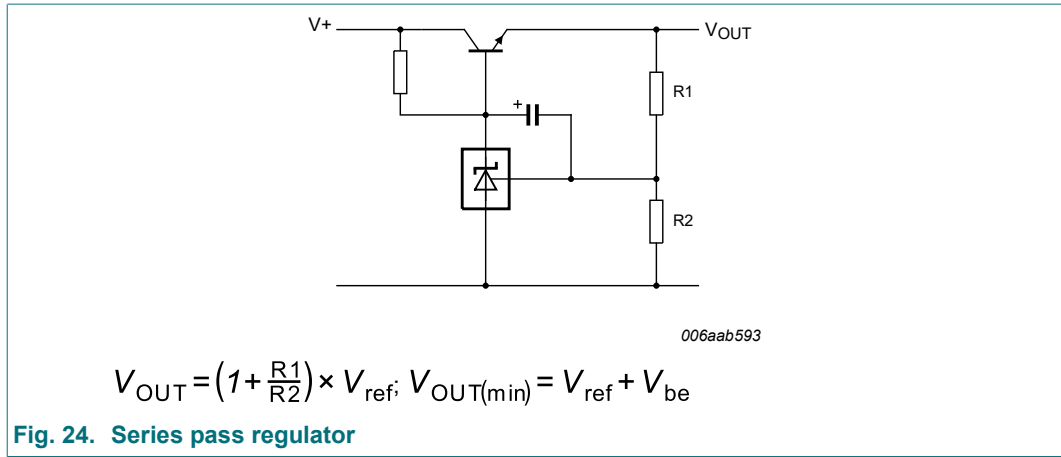 V+
VOUT
R1
+
R2
006aab593
VOUT = (1 + R1/R2) × Vref; VOUT(min) = Vref + Vbe
Fig. 24. Series pass regulator